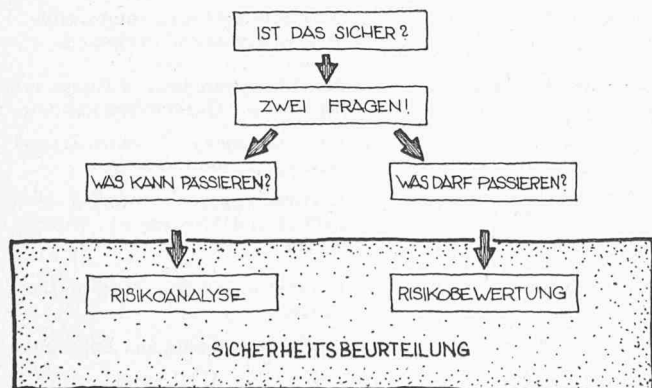 IST DAS SICHER?
ZWEI FRAGEN!
WAS KANN PASSIEREN?
WAS DARF PASSIEREN?
RISIKOANALYSE
RISIKOBEWERTUNG
SICHERHEITSBEURTEILUNG